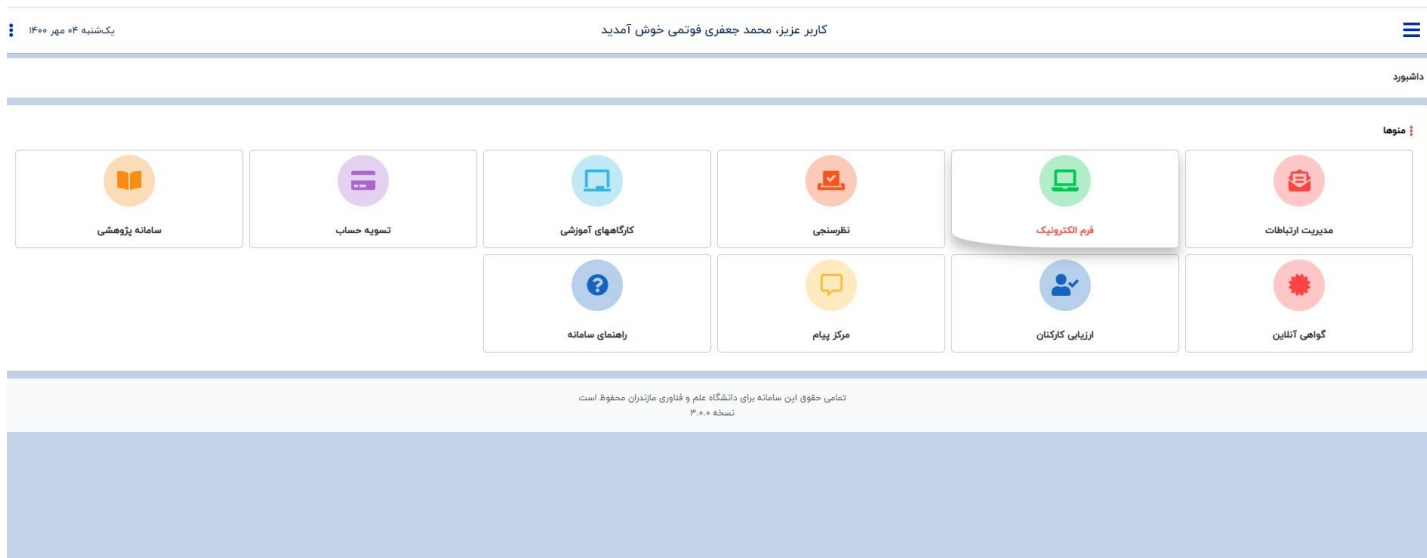 کاربر عزیز، محمد جعفری فوتمی خوش آمدید
یک‌شنبه ۰۴ مهر ۱۴۰۰
داشبورد
منوها
مدیریت ارتباطات
فرم الکترونیک
نظرسنجی
کارگاههای آموزشی
تسویه حساب
سامانه پژوهشی
گواهی آنلاین
ارزیابی کارکنان
مرکز پیام
راهنمای سامانه
تمامی حقوق این سامانه برای دانشگاه علم و فناوری مازندران محفوظ است
نسخه ۳.۰.۰